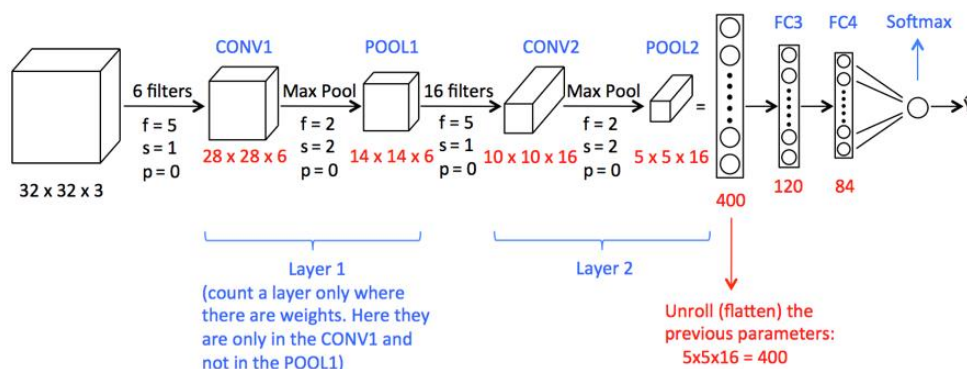 32 x 32 x 3
6 filters
f = 5
s = 1
p = 0
CONV1
28 x 28 x 6
Max Pool
f = 2
s = 2
p = 0
POOL1
14 x 14 x 6
16 filters
f = 5
s = 1
p = 0
CONV2
10 x 10 x 16
Max Pool
f = 2
s = 2
p = 0
POOL2
5 x 5 x 16
=
400
FC3
120
FC4
84
Softmax
Layer 1
(count a layer only where
there are weights. Here they
are only in the CONV1 and
not in the POOL1)
Layer 2
Unroll (flatten) the
previous parameters:
5x5x16 = 400